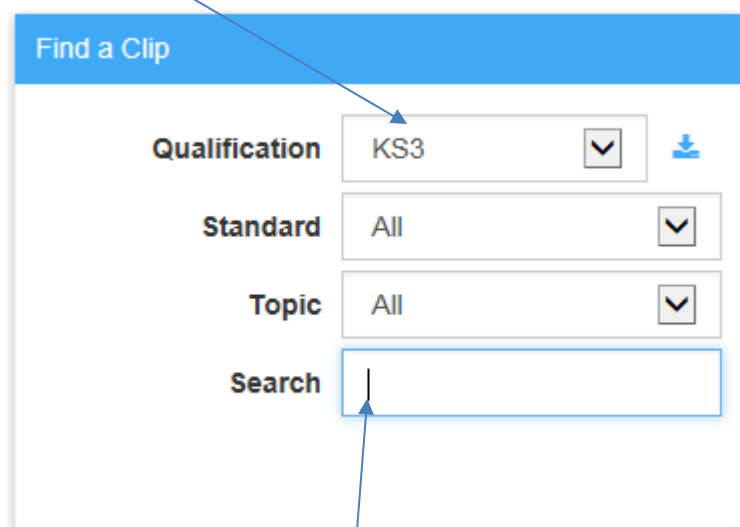 Find a Clip
Qualification KS3
Standard All
Topic All
Search